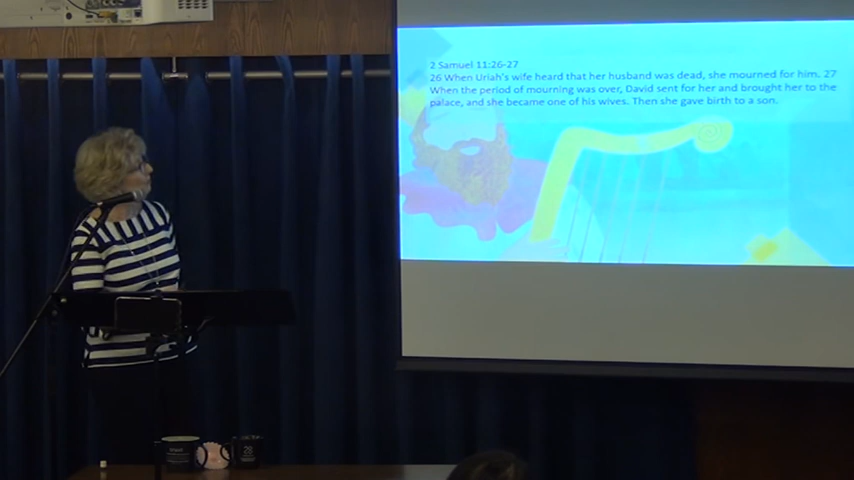 2 Samuel 11:26-27
26 When Uriah's wife heard that her husband was dead, she mourned for him. 27
When the period of mourning was over, David sent for her and brought her to the
palace, and she became one of his wives. Then she gave birth to a son.